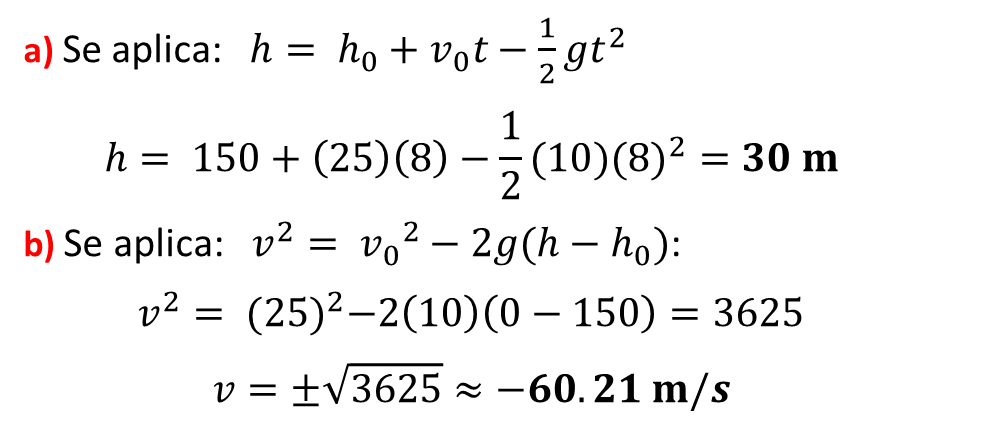 a) Se aplica: h = h₀ + v₀t − ½gt²
h = 150 + (25)(8) − ½(10)(8)² = 30 m
b) Se aplica: v² = v₀² − 2g(h − h₀):
v² = (25)²−2(10)(0 − 150) = 3625
v = ±√3625 ≈ −60.21 m/s